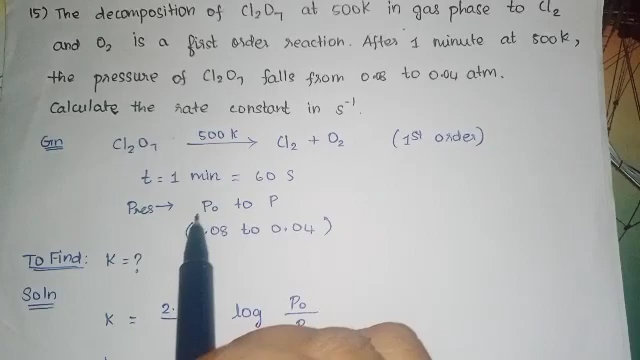 15) The decomposition of Cl₂O₇ at 500K in gas phase to Cl₂
and O₂ is a first order reaction. After 1 minute at 500K,
the pressure of Cl₂O₇ falls from 0.08 to 0.04 atm.
Calculate the rate constant in s⁻¹.
Gn Cl₂O₇ 500K → Cl₂ + O₂ (1st order)
t = 1 min = 60 s
Pres → P₀ to P
.08 to 0.04)
To Find: K = ?
Soln
K = 2. log P₀